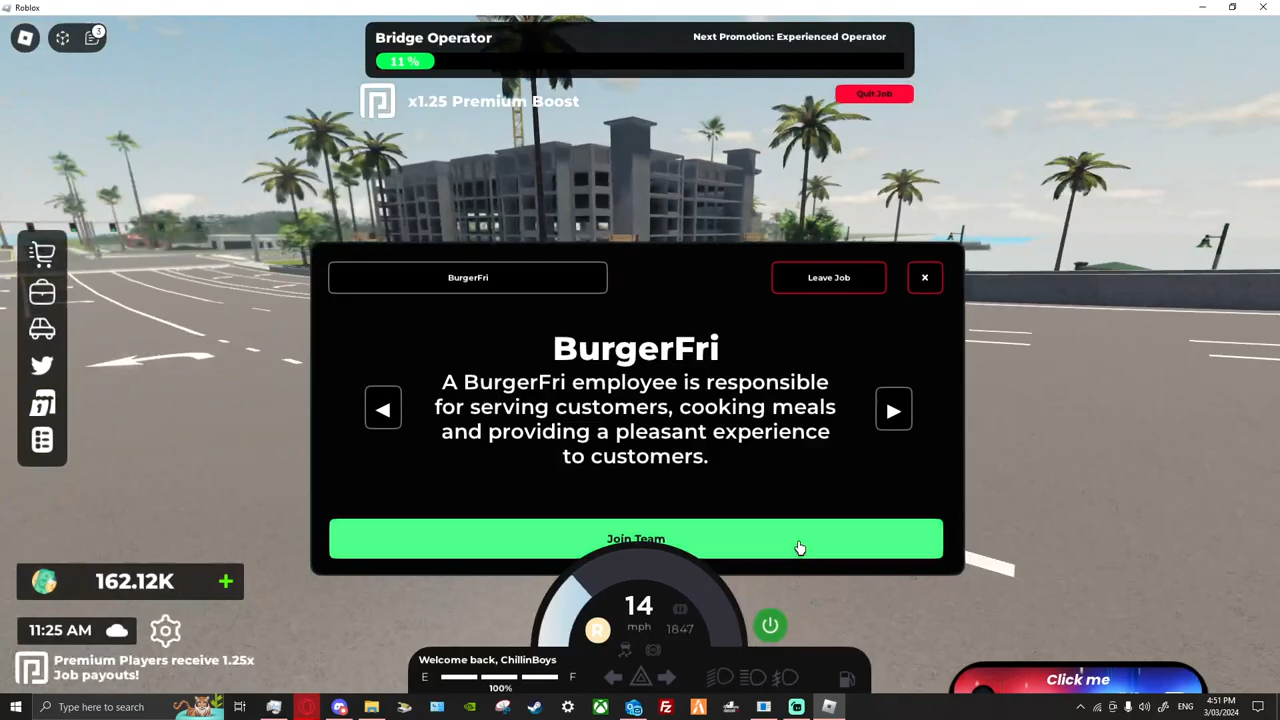 Roblox
3
Bridge Operator
Next Promotion: Experienced Operator
11 %
x1.25 Premium Boost
Quit Job
BurgerFri
Leave Job
x
BurgerFri
A BurgerFri employee is responsible
for serving customers, cooking meals
and providing a pleasant experience
to customers.
Join Team
162.12K +
11:25 AM
Premium Players receive 1.25x
Job payouts!
14
mph
R
1847
Welcome back, ChillinBoys
E
F
100%
Click me
Type here to search
4:51 PM
3/03/2024